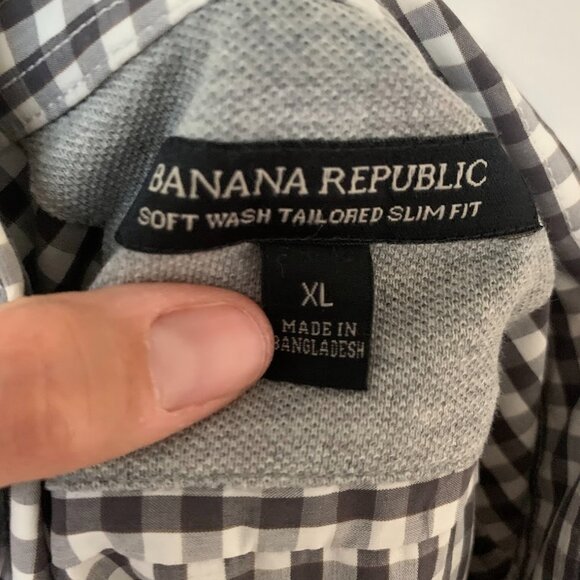 BANANA REPUBLIC
SOFT WASH TAILORED SLIM FIT
XL
MADE IN
BANGLADESH